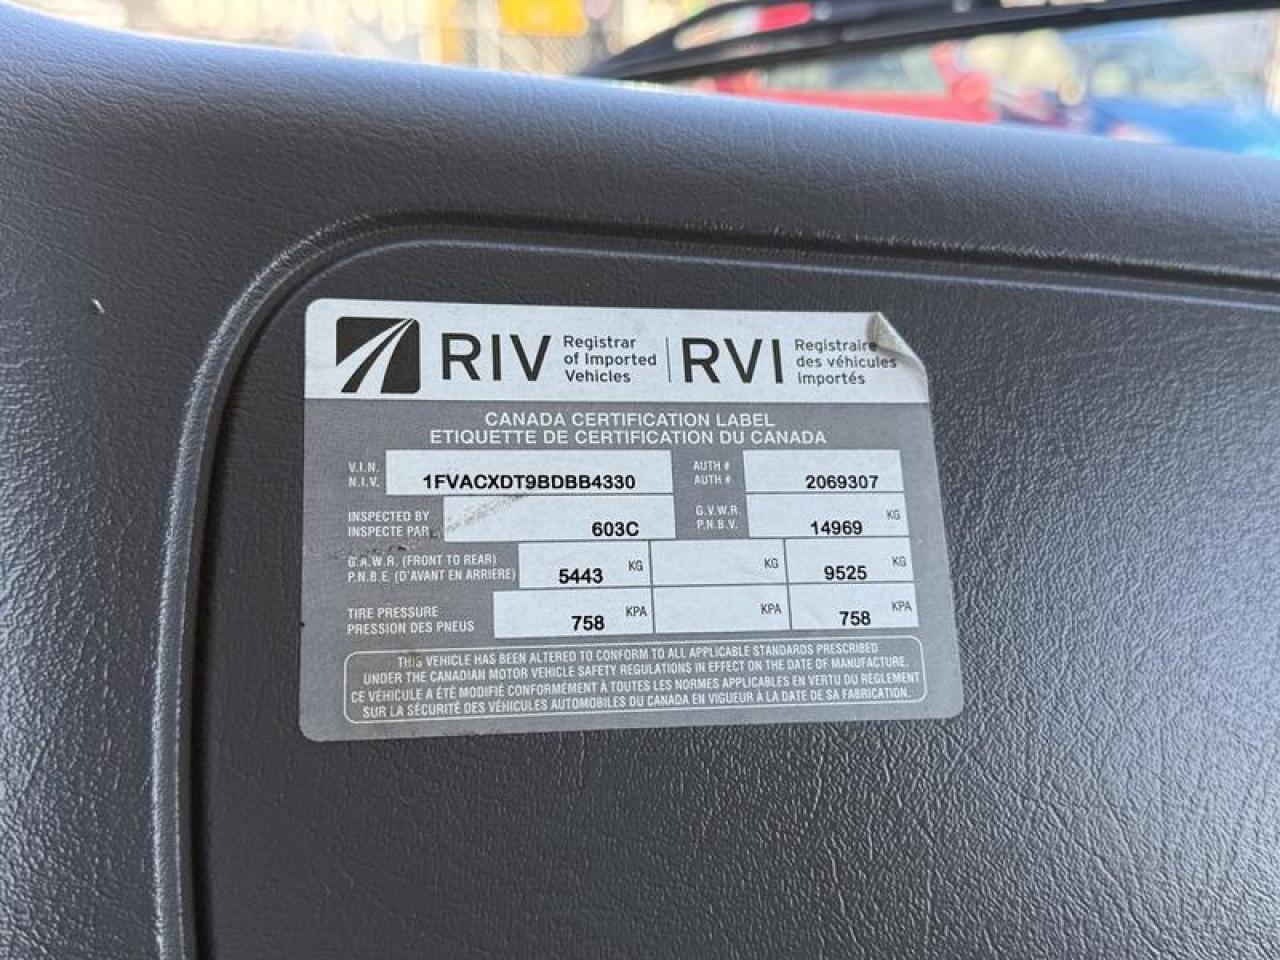 RIV Registrar of Imported Vehicles | RVI Registraire des véhicules importés
CANADA CERTIFICATION LABEL
ETIQUETTE DE CERTIFICATION DU CANADA
V.I.N. N.I.V. 1FVACXDT9BDBB4330 AUTH # AUTH # 2069307
INSPECTED BY INSPECTE PAR 603C G.V.W.R. P.N.B.V. 14969 KG
G.A.W.R. (FRONT TO REAR) P.N.B.E. (D'AVANT EN ARRIERE) 5443 KG KG 9525 KG
TIRE PRESSURE PRESSION DES PNEUS 758 KPA KPA 758 KPA
THIS VEHICLE HAS BEEN ALTERED TO CONFORM TO ALL APPLICABLE STANDARDS PRESCRIBED
UNDER THE CANADIAN MOTOR VEHICLE SAFETY REGULATIONS IN EFFECT ON THE DATE OF MANUFACTURE.
CE VÉHICULE A ÉTÉ MODIFIÉ CONFORMÉMENT À TOUTES LES NORMES APPLICABLES EN VERTU DU RÈGLEMENT
SUR LA SÉCURITÉ DES VÉHICULES AUTOMOBILES DU CANADA EN VIGUEUR À LA DATE DE SA FABRICATION.